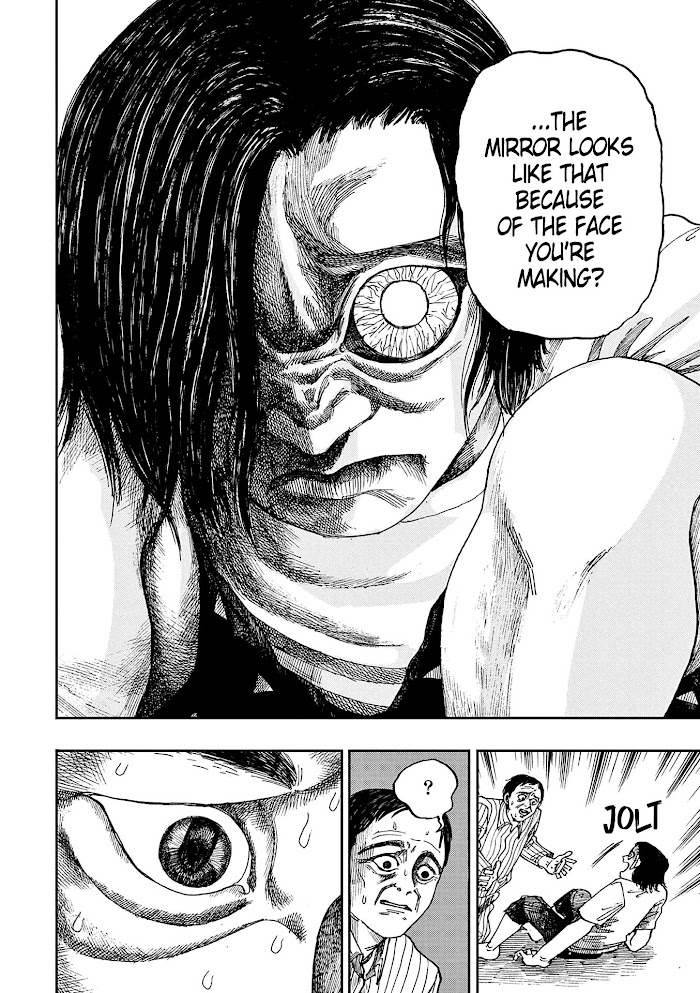 ...THE
MIRROR LOOKS
LIKE THAT
BECAUSE
OF THE FACE
YOU'RE
MAKING?
JOLT
?